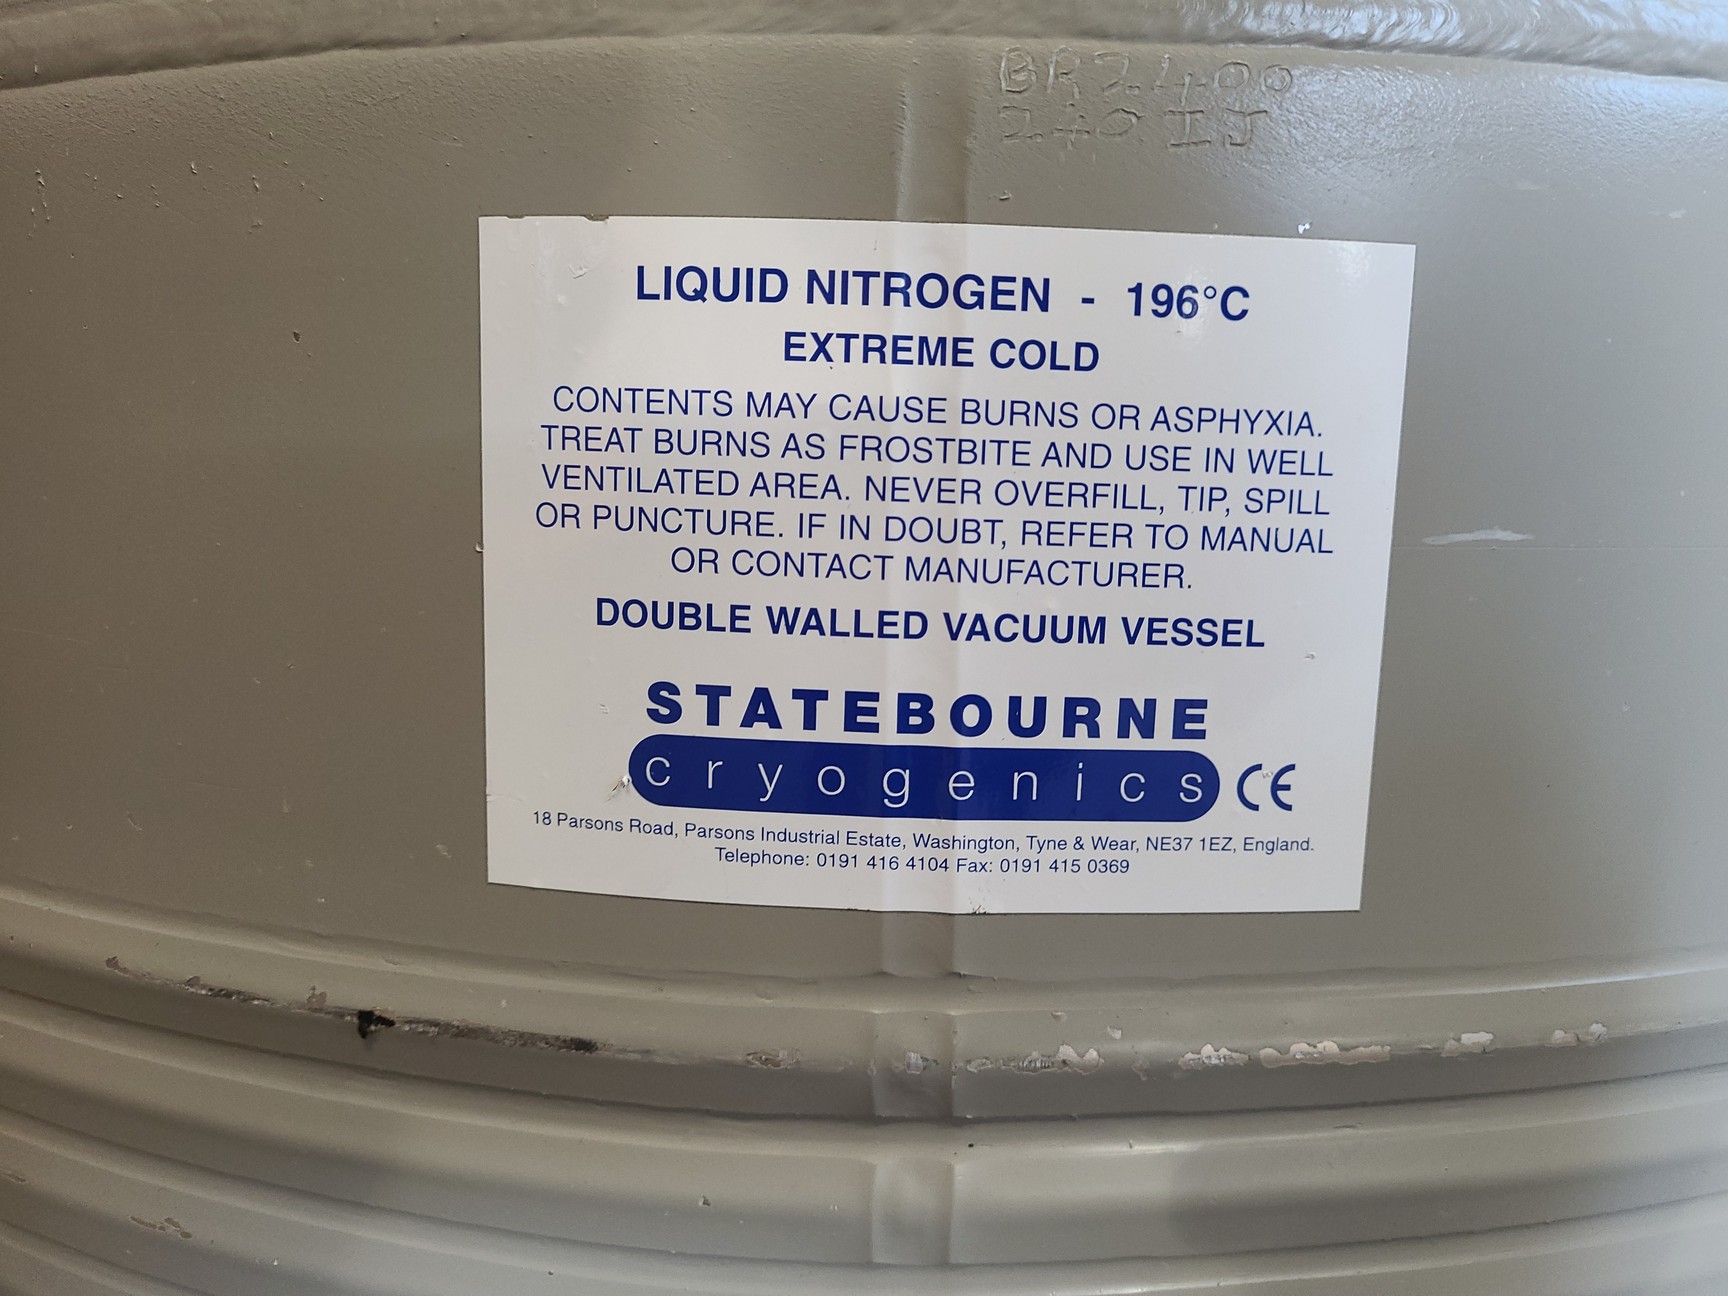 BR2400
240 IJ
LIQUID NITROGEN - 196°C
EXTREME COLD
CONTENTS MAY CAUSE BURNS OR ASPHYXIA.
TREAT BURNS AS FROSTBITE AND USE IN WELL
VENTILATED AREA. NEVER OVERFILL, TIP, SPILL
OR PUNCTURE. IF IN DOUBT, REFER TO MANUAL
OR CONTACT MANUFACTURER.
DOUBLE WALLED VACUUM VESSEL
STATEBOURNE
cryogenics CE
18 Parsons Road, Parsons Industrial Estate, Washington, Tyne & Wear, NE37 1EZ, England.
Telephone: 0191 416 4104 Fax: 0191 415 0369